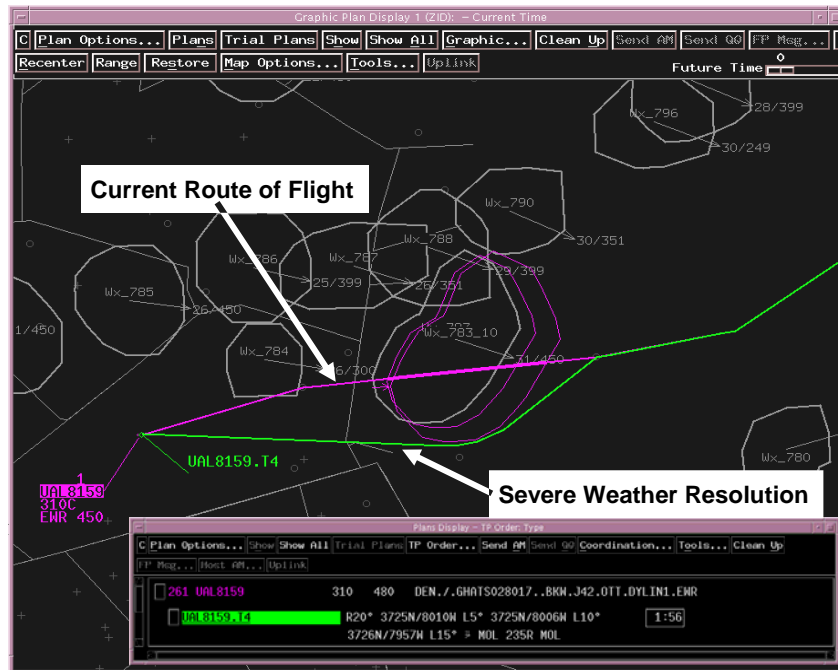 Graphic Plan Display 1 (ZID): - Current Time
C Plan Options... Plans Trial Plans Show Show All Graphic... Clean Up Send AM Send QQ FP Msg...
Recenter Range Restore Map Options... Tools... Uplink
0
Future Time
28/399
Wx_796
30/249
Current Route of Flight
Wx_790
30/351
Wx_788
29/399
Wx_787
26/351
Wx_786
25/399
Wx_785
26/450
1/450
Wx_783_10
31/450
Wx_784
6/300
UAL8159.T4
Wx_780
1
UAL8159
310C
EWR 450
Severe Weather Resolution
Plans Display - TP Order: Type
C Plan Options... Show Show All Trial Plans TP Order... Send AM Send QQ Coordination... Tools... Clean Up
FP Msg... Host AM... Uplink
261 UAL8159 310 480 DEN./.GHATS028017..BKW.J42.OTT.DYLIN1.EWR
UAL8159.T4 R20° 3725N/8010W L5° 3725N/8006W L10° 1:56
3726N/7957W L15° MOL 235R MOL